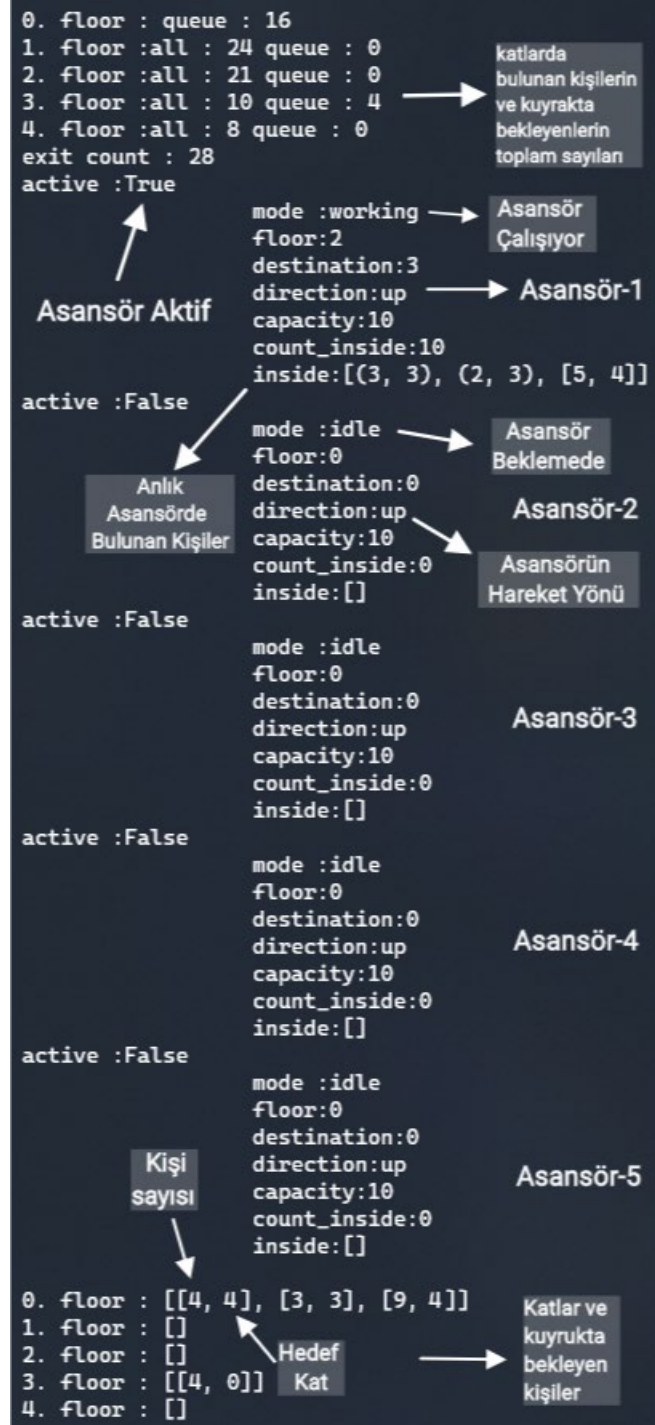 0. floor : queue : 16
1. floor :all : 24 queue : 0
2. floor :all : 21 queue : 0
3. floor :all : 10 queue : 4
4. floor :all : 8 queue : 0
katlarda
bulunan kişilerin
ve kuyrakta
bekleyenlerin
toplam sayıları
exit count : 28
active :True
Asansör Aktif
mode :working
floor:2
destination:3
direction:up
capacity:10
count_inside:10
inside:[(3, 3), (2, 3), [5, 4]]
Asansör
Çalışıyor
Asansör-1
active :False
Anlık
Asansörde
Bulunan Kişiler
mode :idle
floor:0
destination:0
direction:up
capacity:10
count_inside:0
inside:[]
Asansör
Beklemede
Asansör-2
Asansörün
Hareket Yönü
active :False
mode :idle
floor:0
destination:0
direction:up
capacity:10
count_inside:0
inside:[]
Asansör-3
active :False
mode :idle
floor:0
destination:0
direction:up
capacity:10
count_inside:0
inside:[]
Asansör-4
active :False
mode :idle
floor:0
destination:0
direction:up
capacity:10
count_inside:0
inside:[]
Asansör-5
Kişi
sayısı
0. floor : [[4, 4], [3, 3], [9, 4]]
1. floor : []
2. floor : []
3. floor : [[4, 0]]
4. floor : []
Hedef
Kat
Katlar ve
kuyrukta
bekleyen
kişiler